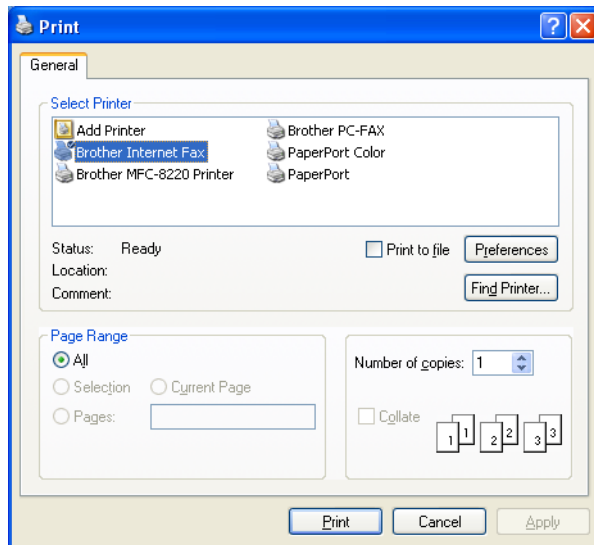 Print
General
Select Printer
Add Printer
Brother PC-FAX
Brother Internet Fax
PaperPort Color
Brother MFC-8220 Printer
PaperPort
Status: Ready
Print to file
Preferences
Location:
Comment:
Find Printer...
Page Range
All
Number of copies: 1
Selection
Current Page
Pages:
Collate
1 1 2 2 3 3
Print
Cancel
Apply